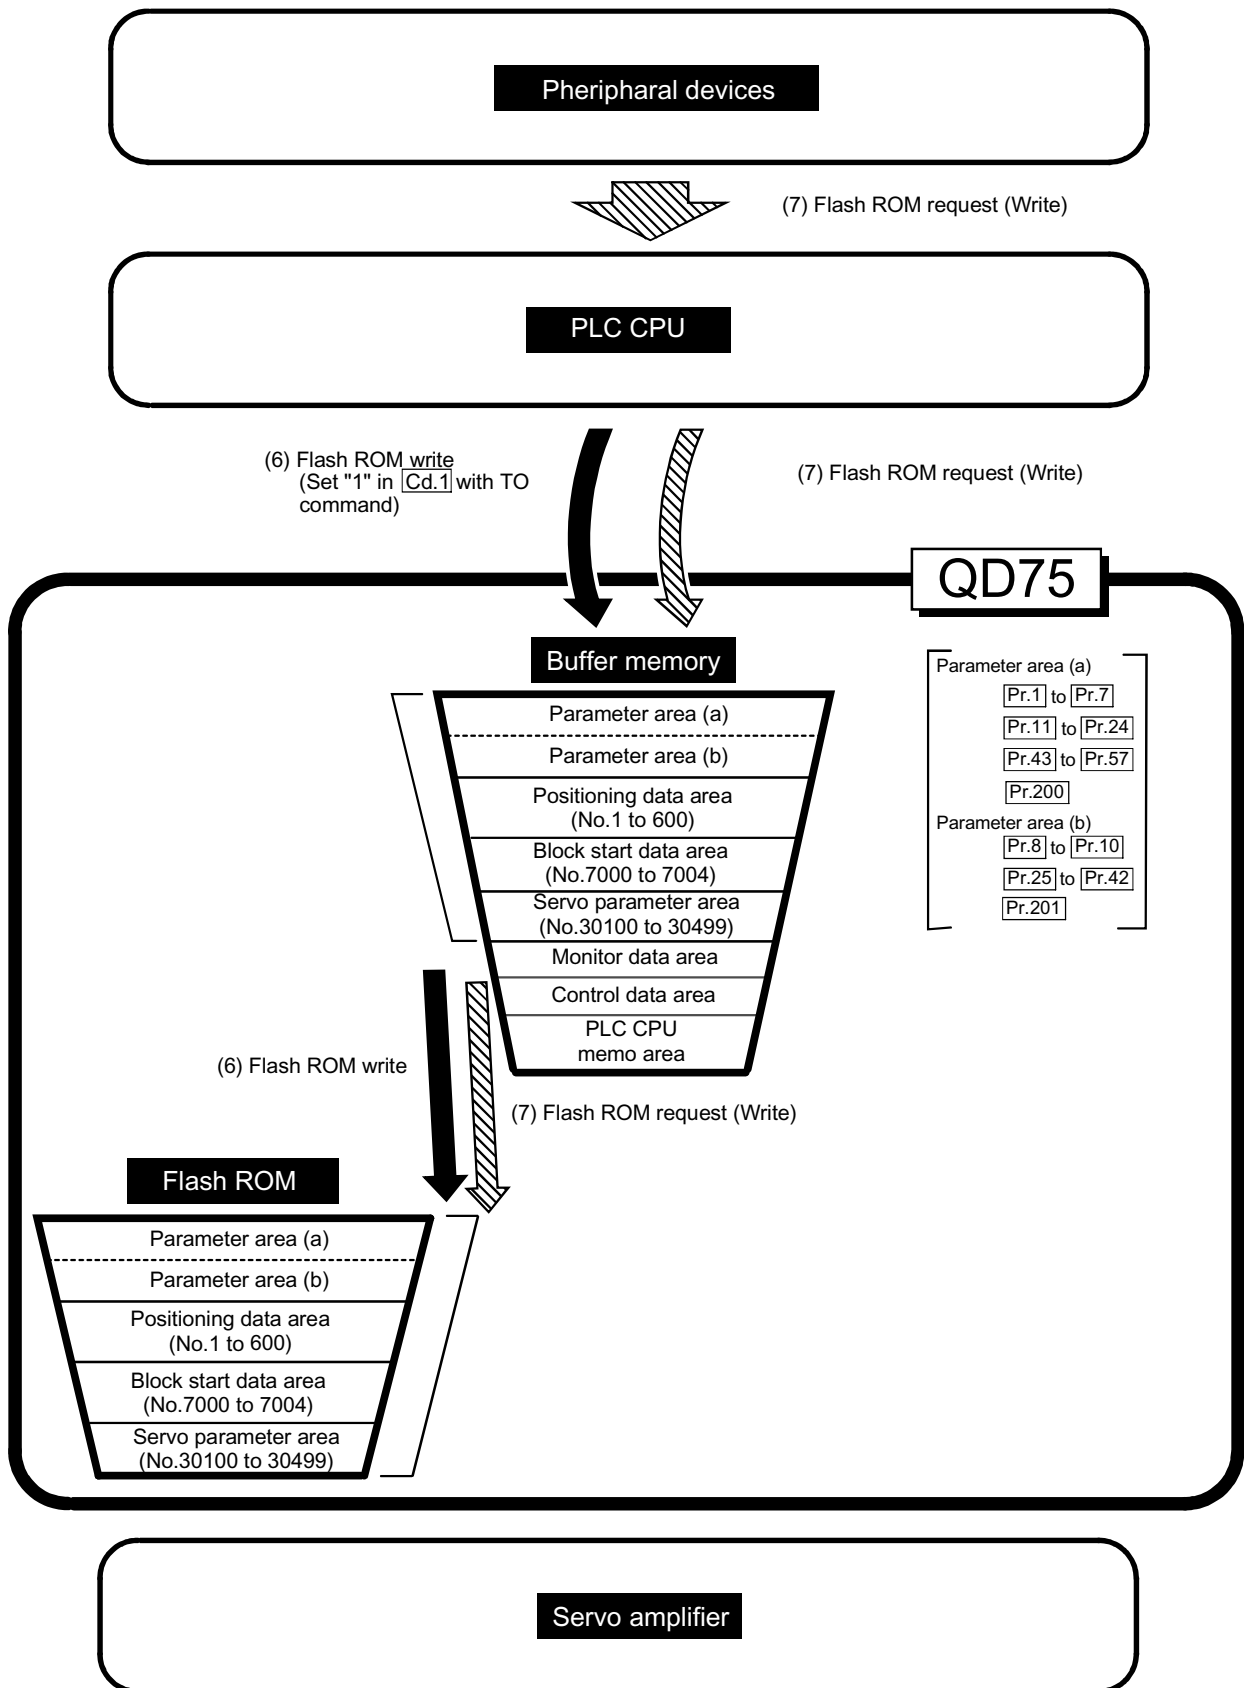 Pheripharal devices
(7) Flash ROM request (Write)
PLC CPU
(6) Flash ROM write
(Set "1" in Cd.1 with TO
command)
(7) Flash ROM request (Write)
QD75
Buffer memory
Parameter area (a)
Parameter area (b)
Positioning data area
(No.1 to 600)
Block start data area
(No.7000 to 7004)
Servo parameter area
(No.30100 to 30499)
Monitor data area
Control data area
PLC CPU
memo area
Parameter area (a)
Pr.1 to Pr.7
Pr.11 to Pr.24
Pr.43 to Pr.57
Pr.200
Parameter area (b)
Pr.8 to Pr.10
Pr.25 to Pr.42
Pr.201
(6) Flash ROM write
(7) Flash ROM request (Write)
Flash ROM
Parameter area (a)
Parameter area (b)
Positioning data area
(No.1 to 600)
Block start data area
(No.7000 to 7004)
Servo parameter area
(No.30100 to 30499)
Servo amplifier